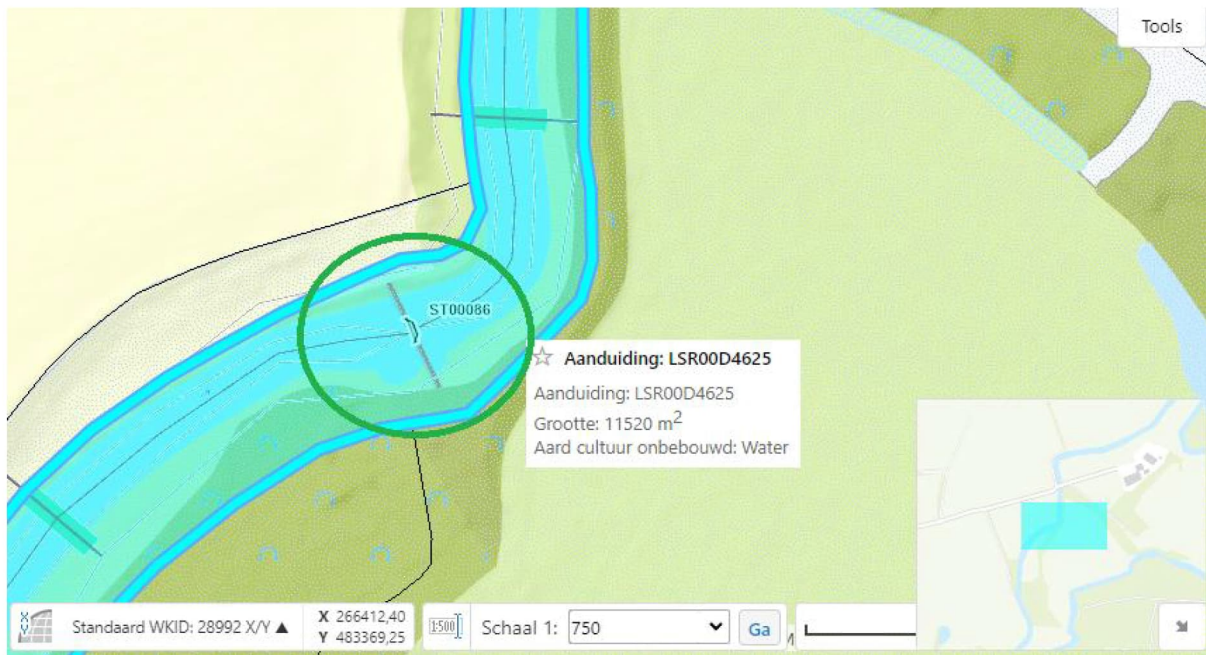 Tools
ST00086
Aanduiding: LSR00D4625
Aanduiding: LSR00D4625
Grootte: 11520 m2
Aard cultuur onbebouwd: Water
X Y
Standaard WKID: 28992 X/Y ▲
X 266412,40
Y 483369,25
1:500
Schaal 1: 750
Ga